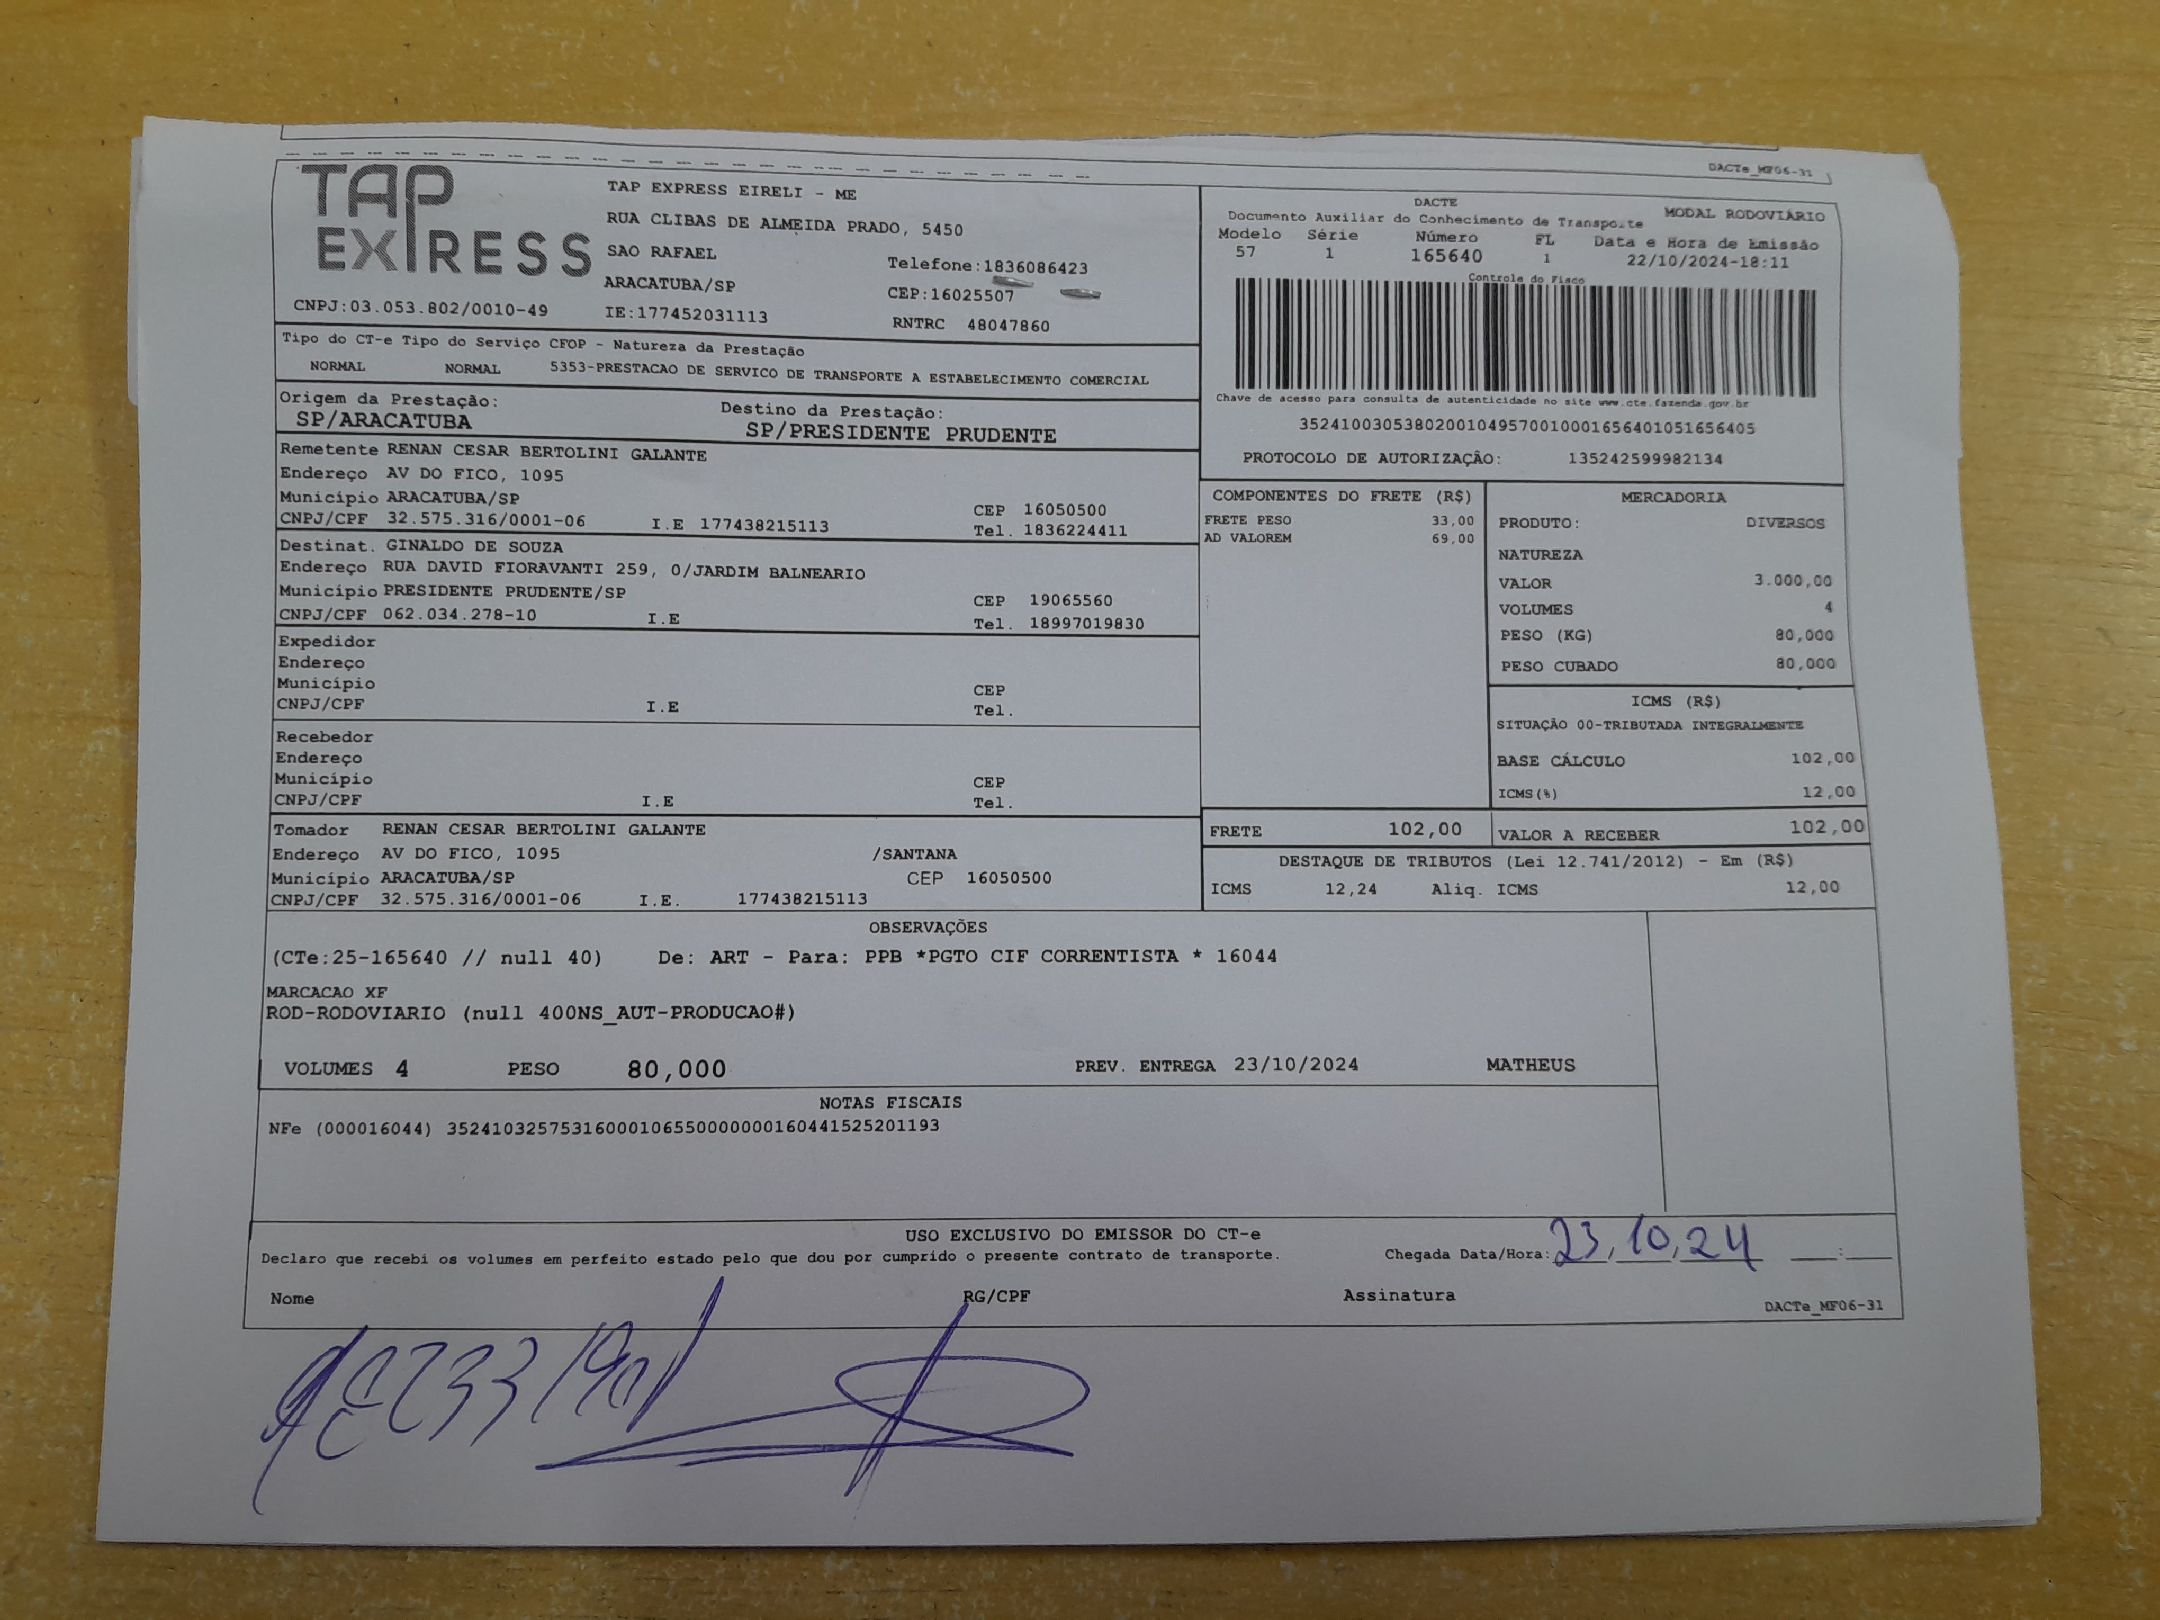 DACTe_MF06-31
TAP EXPRESS
TAP EXPRESS EIRELI - ME
RUA CLIBAS DE ALMEIDA PRADO, 5450
SAO RAFAEL
Telefone:1836086423
ARACATUBA/SP
CEP:16025507
CNPJ:03.053.802/0010-49
IE:177452031113
RNTRC 48047860
DACTE
Documento Auxiliar do Conhecimento de Transporte
MODAL RODOVIÁRIO
Modelo Série Número FL Data e Hora de Emissão
57 1 165640 1 22/10/2024-18:11
Controle do Fisco
Chave de acesso para consulta de autenticidade no site www.cte.fazenda.gov.br
35241003053802001049570010001656401051656405
PROTOCOLO DE AUTORIZAÇÃO: 135242599982134
Tipo do CT-e Tipo do Serviço CFOP - Natureza da Prestação
NORMAL NORMAL 5353-PRESTACAO DE SERVICO DE TRANSPORTE A ESTABELECIMENTO COMERCIAL
Origem da Prestação: Destino da Prestação:
SP/ARACATUBA SP/PRESIDENTE PRUDENTE
Remetente RENAN CESAR BERTOLINI GALANTE
Endereço AV DO FICO, 1095
Município ARACATUBA/SP CEP 16050500
CNPJ/CPF 32.575.316/0001-06 I.E 177438215113 Tel. 1836224411
Destinat. GINALDO DE SOUZA
Endereço RUA DAVID FIORAVANTI 259, 0/JARDIM BALNEARIO
Município PRESIDENTE PRUDENTE/SP CEP 19065560
CNPJ/CPF 062.034.278-10 I.E Tel. 18997019830
Expedidor
Endereço
Município CEP
CNPJ/CPF I.E Tel.
Recebedor
Endereço
Município CEP
CNPJ/CPF I.E Tel.
Tomador RENAN CESAR BERTOLINI GALANTE
Endereço AV DO FICO, 1095 /SANTANA
Município ARACATUBA/SP CEP 16050500
CNPJ/CPF 32.575.316/0001-06 I.E. 177438215113
COMPONENTES DO FRETE (R$)
FRETE PESO 33,00
AD VALOREM 69,00
MERCADORIA
PRODUTO: DIVERSOS
NATUREZA
VALOR 3.000,00
VOLUMES 4
PESO (KG) 80,000
PESO CUBADO 80,000
ICMS (R$)
SITUAÇÃO 00-TRIBUTADA INTEGRALMENTE
BASE CÁLCULO 102,00
ICMS(%) 12,00
FRETE 102,00 VALOR A RECEBER 102,00
DESTAQUE DE TRIBUTOS (Lei 12.741/2012) - Em (R$)
ICMS 12,24 Aliq. ICMS 12,00
OBSERVAÇÕES
(CTe:25-165640 // null 40) De: ART - Para: PPB *PGTO CIF CORRENTISTA * 16044
MARCACAO XF
ROD-RODOVIARIO (null 400NS_AUT-PRODUCAO#)
VOLUMES 4 PESO 80,000 PREV. ENTREGA 23/10/2024 MATHEUS
NOTAS FISCAIS
NFe (000016044) 35241032575316000106550000000160441525201193
USO EXCLUSIVO DO EMISSOR DO CT-e
Declaro que recebi os volumes em perfeito estado pelo que dou por cumprido o presente contrato de transporte. Chegada Data/Hora: 23,10,24 :
Nome RG/CPF Assinatura
DACTe_MF06-31